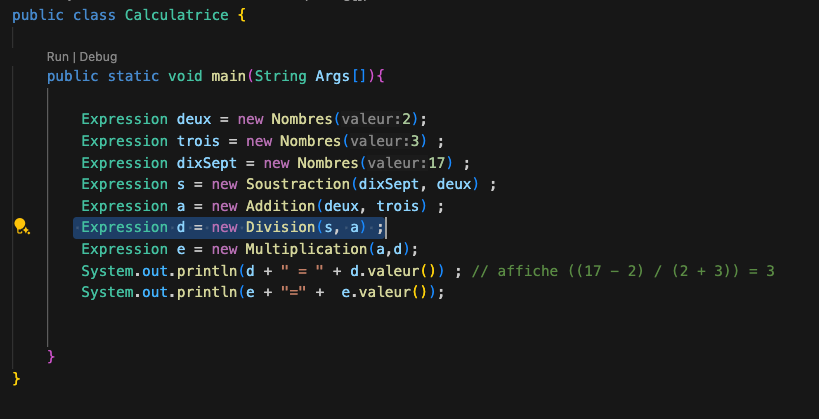 public class Calculatrice {
Run | Debug
public static void main(String Args[]){
Expression deux = new Nombres(valeur:2);
Expression trois = new Nombres(valeur:3) ;
Expression dixSept = new Nombres(valeur:17) ;
Expression s = new Soustraction(dixSept, deux) ;
Expression a = new Addition(deux, trois) ;
Expression d = new Division(s, a) ;
Expression e = new Multiplication(a,d);
System.out.println(d + " = " + d.valeur()) ; // affiche ((17 - 2) / (2 + 3)) = 3
System.out.println(e + "=" +  e.valeur());
}
}